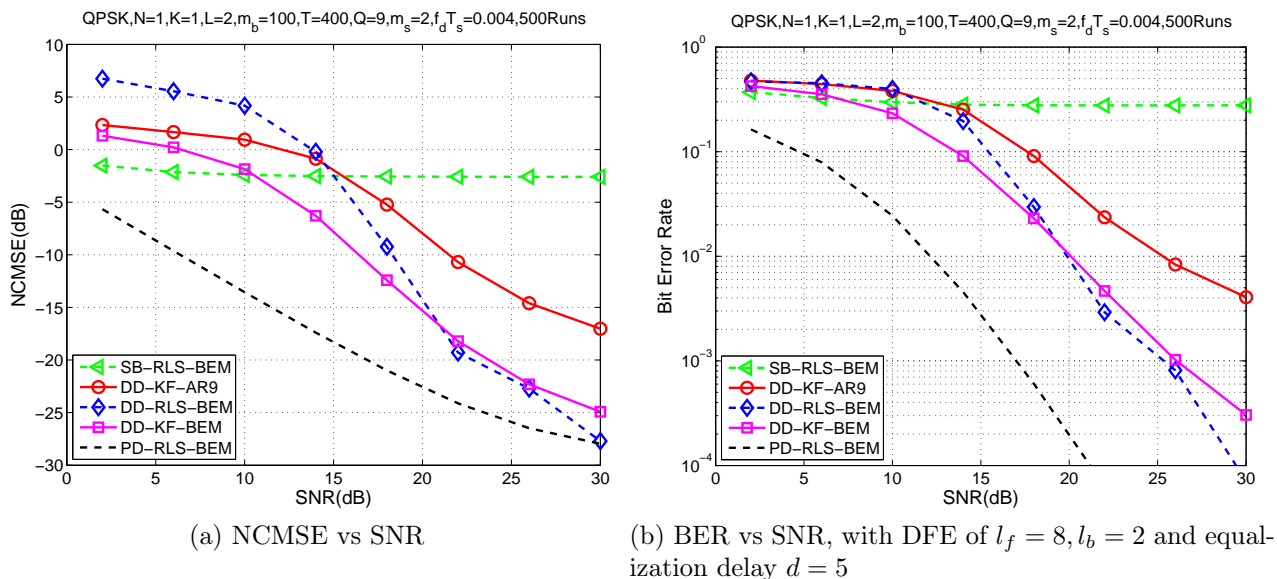 QPSK,N=1,K=1,L=2,m_b=100,T=400,Q=9,m_s=2,f_dT_s=0.004,500Runs
10
5
0
−5
−10
−15
−20
−25
−30
NCMSE(dB)
SB−RLS−BEM
DD−KF−AR9
DD−RLS−BEM
DD−KF−BEM
PD−RLS−BEM
0 5 10 15 20 25 30
SNR(dB)
(a) NCMSE vs SNR
QPSK,N=1,K=1,L=2,m_b=100,T=400,Q=9,m_s=2,f_dT_s=0.004,500Runs
10^0
10^−1
10^−2
10^−3
10^−4
Bit Error Rate
SB−RLS−BEM
DD−KF−AR9
DD−RLS−BEM
DD−KF−BEM
PD−RLS−BEM
0 5 10 15 20 25 30
SNR(dB)
(b) BER vs SNR, with DFE of l_f = 8, l_b = 2 and equal-
ization delay d = 5